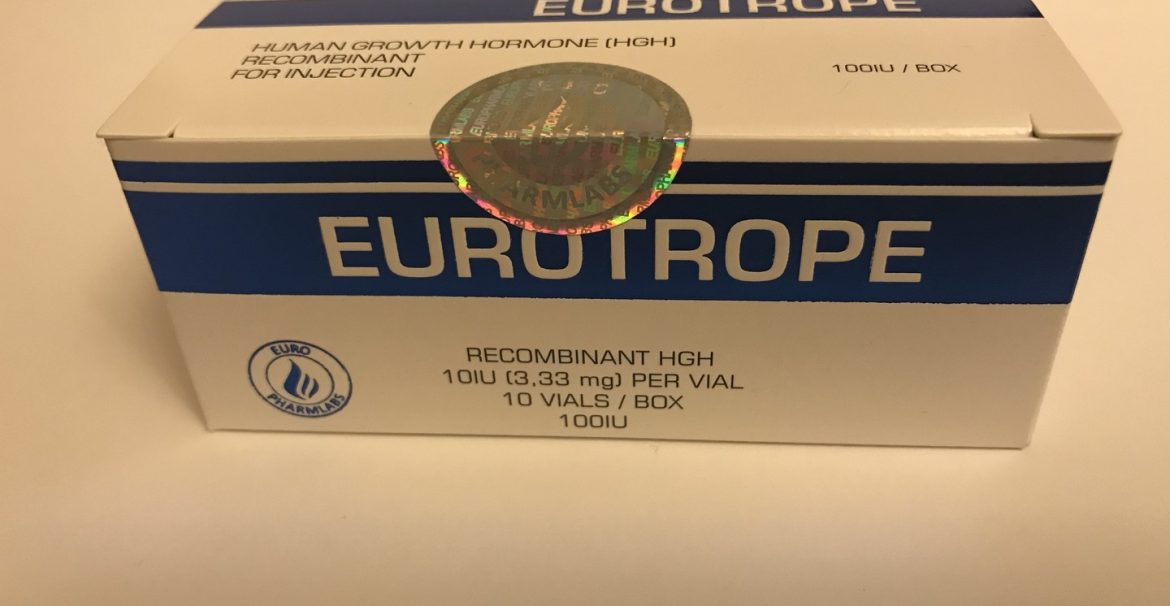 EUROTROPE
HUMAN GROWTH HORMONE (HGH)
RECOMBINANT
FOR INJECTION
100IU / BOX
PHARMLABS
EUROTROPE
EURO
PHARMLABS
RECOMBINANT HGH
10IU (3,33 mg) PER VIAL
10 VIALS / BOX
100IU